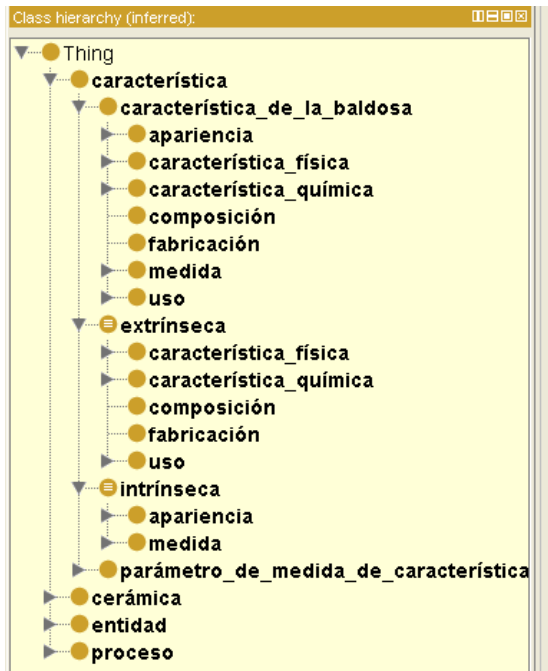 Class hierarchy (inferred):
Thing
característica
característica_de_la_baldosa
apariencia
característica_física
característica_química
composición
fabricación
medida
uso
extrínseca
característica_física
característica_química
composición
fabricación
uso
intrínseca
apariencia
medida
parámetro_de_medida_de_característica
cerámica
entidad
proceso